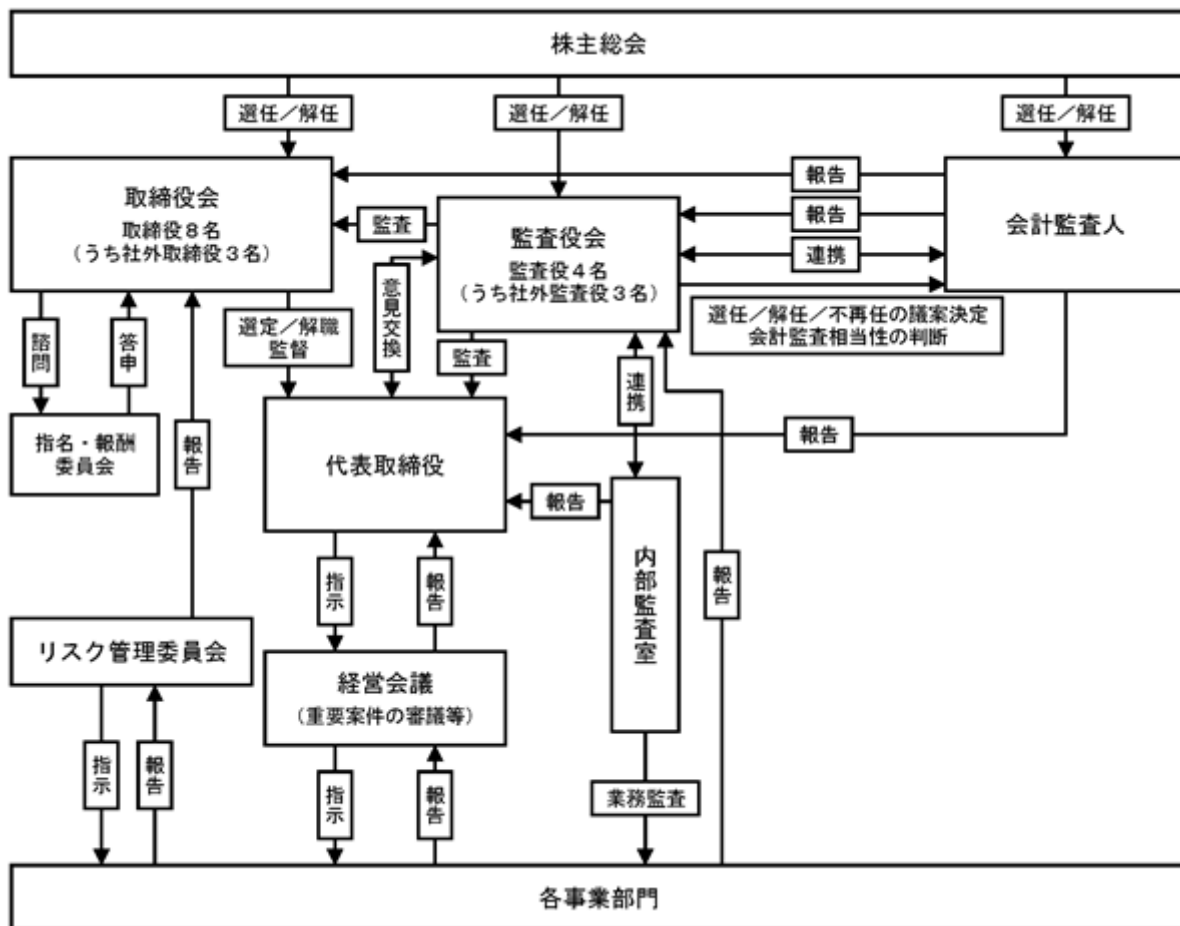 株主総会
選任／解任
選任／解任
選任／解任
取締役会
取締役８名
（うち社外取締役３名）
監査
監査役会
監査役４名
（うち社外監査役３名）
報告
報告
連携
会計監査人
選任／解任／不再任の議案決定
会計監査相当性の判断
諮問
答申
選定／解職
監督
意見交換
監査
連携
指名・報酬
委員会
報告
代表取締役
報告
報告
内部監査室
報告
指示
報告
リスク管理委員会
経営会議
（重要案件の審議等）
指示
報告
指示
報告
業務監査
各事業部門